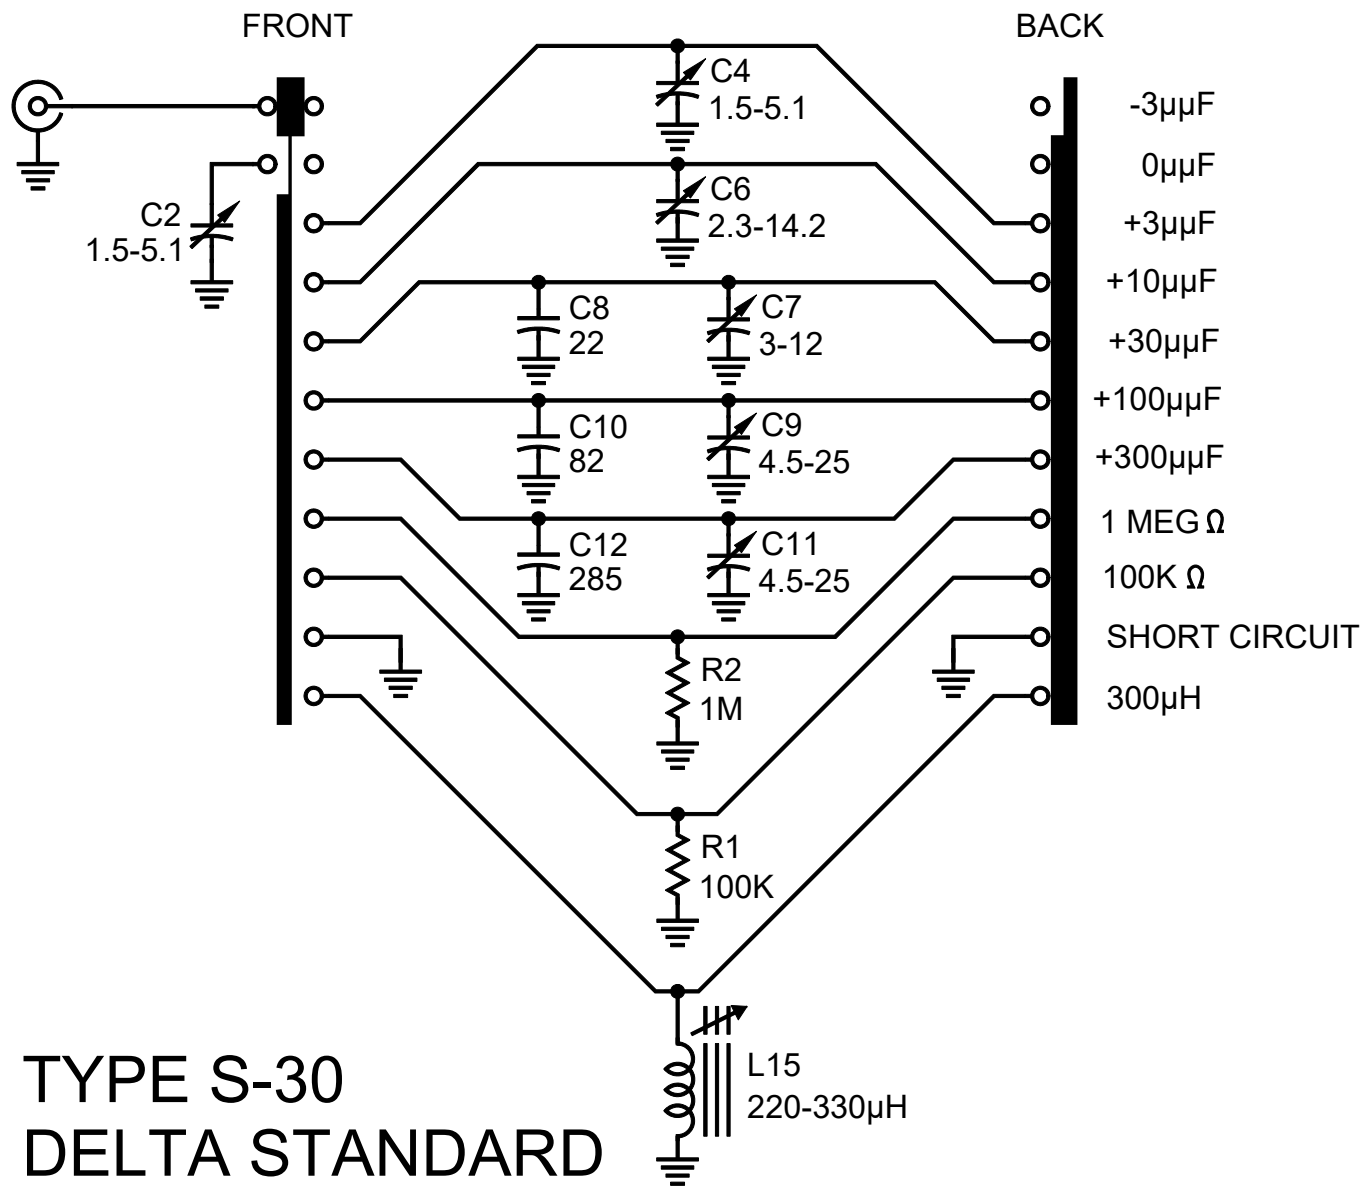 FRONT
BACK
C4
1.5-5.1
-3µµF
0µµF
C6
2.3-14.2
C2
1.5-5.1
+3µµF
+10µµF
C8
22
C7
3-12
+30µµF
+100µµF
C10
82
C9
4.5-25
+300µµF
1 MEG Ω
C12
285
C11
4.5-25
100K Ω
SHORT CIRCUIT
R2
1M
300µH
R1
100K
L15
220-330µH
TYPE S-30
DELTA STANDARD